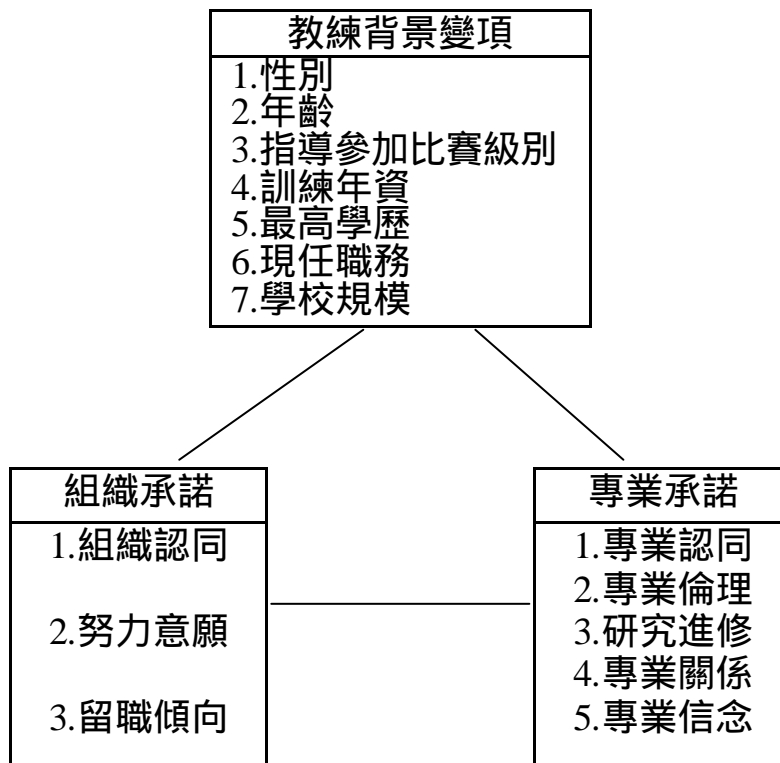 教練背景變項
1.性別
2.年齡
3.指導參加比賽級別
4.訓練年資
5.最高學歷
6.現任職務
7.學校規模
組織承諾
1.組織認同
2.努力意願
3.留職傾向
專業承諾
1.專業認同
2.專業倫理
3.研究進修
4.專業關係
5.專業信念